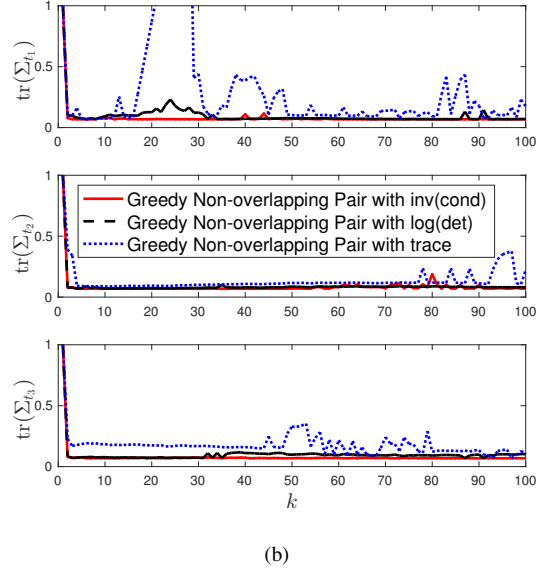 1
0.5
0
tr(Σ_{t_1})
0 10 20 30 40 50 60 70 80 90 100
1
0.5
0
tr(Σ_{t_2})
Greedy Non-overlapping Pair with inv(cond)
Greedy Non-overlapping Pair with log(det)
Greedy Non-overlapping Pair with trace
0 10 20 30 40 50 60 70 80 90 100
1
0.5
0
tr(Σ_{t_3})
0 10 20 30 40 50 60 70 80 90 100
k
(b)